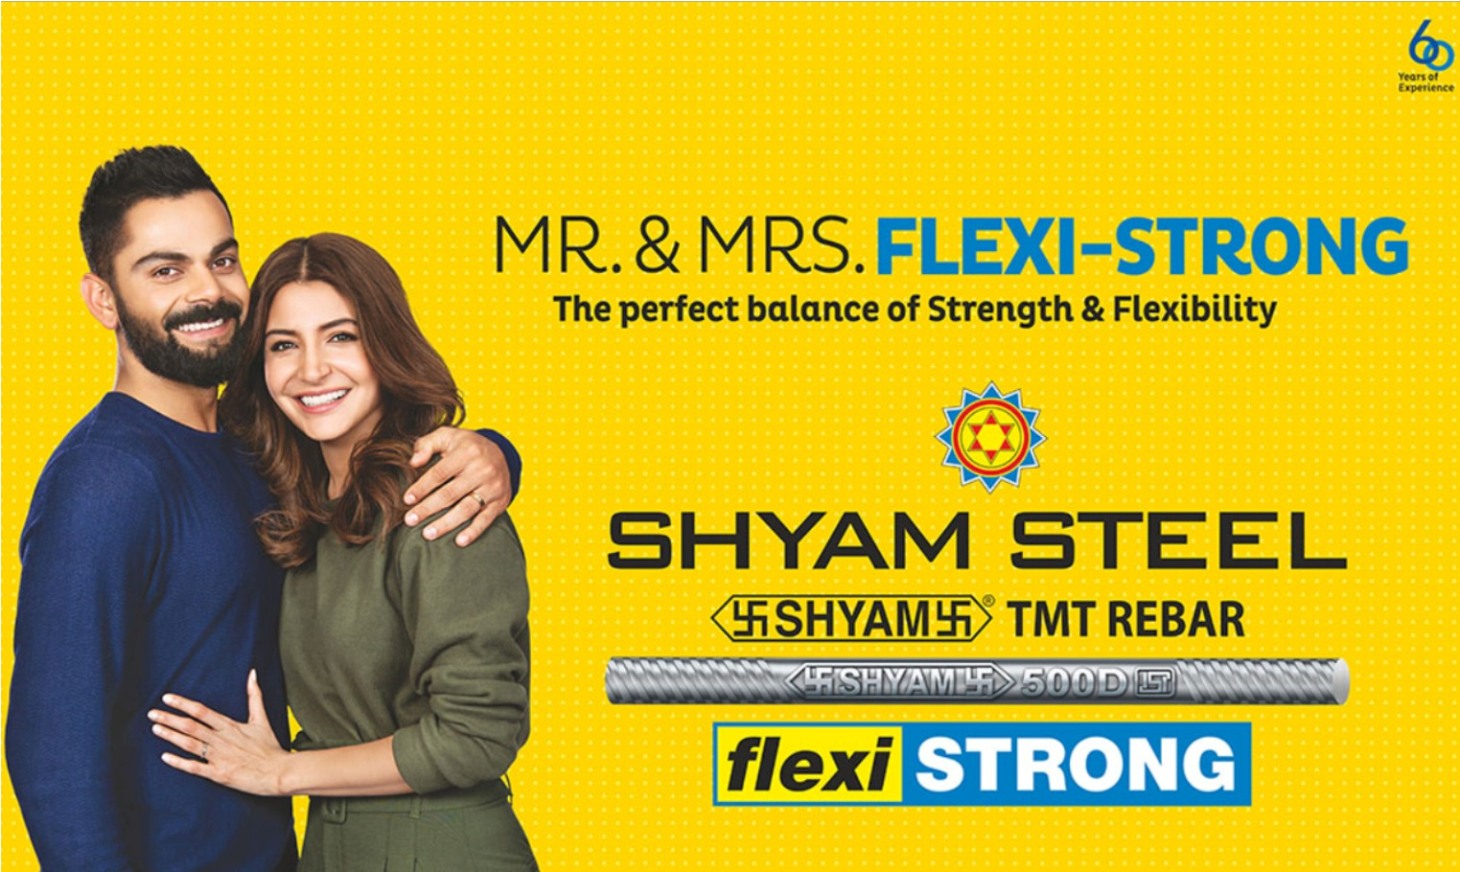 60
Years of
Experience
MR. & MRS. FLEXI-STRONG
The perfect balance of Strength & Flexibility
SHYAM STEEL
卐SHYAM卐® TMT REBAR
卐SHYAM卐 500D
flexi STRONG